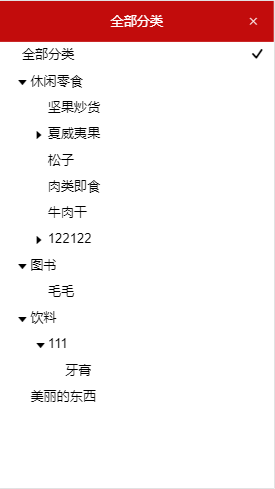 全部分类
全部分类
休闲零食
坚果炒货
夏威夷果
松子
肉类即食
牛肉干
122122
图书
毛毛
饮料
111
牙膏
美丽的东西